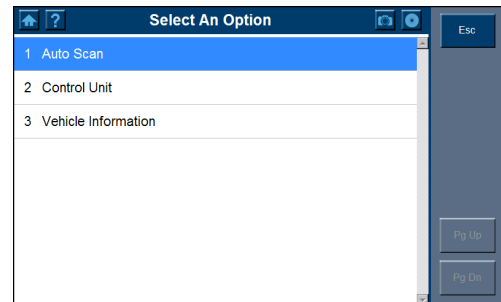 ?
Select An Option
Esc
1 Auto Scan
2 Control Unit
3 Vehicle Information
Pg Up
Pg Dn